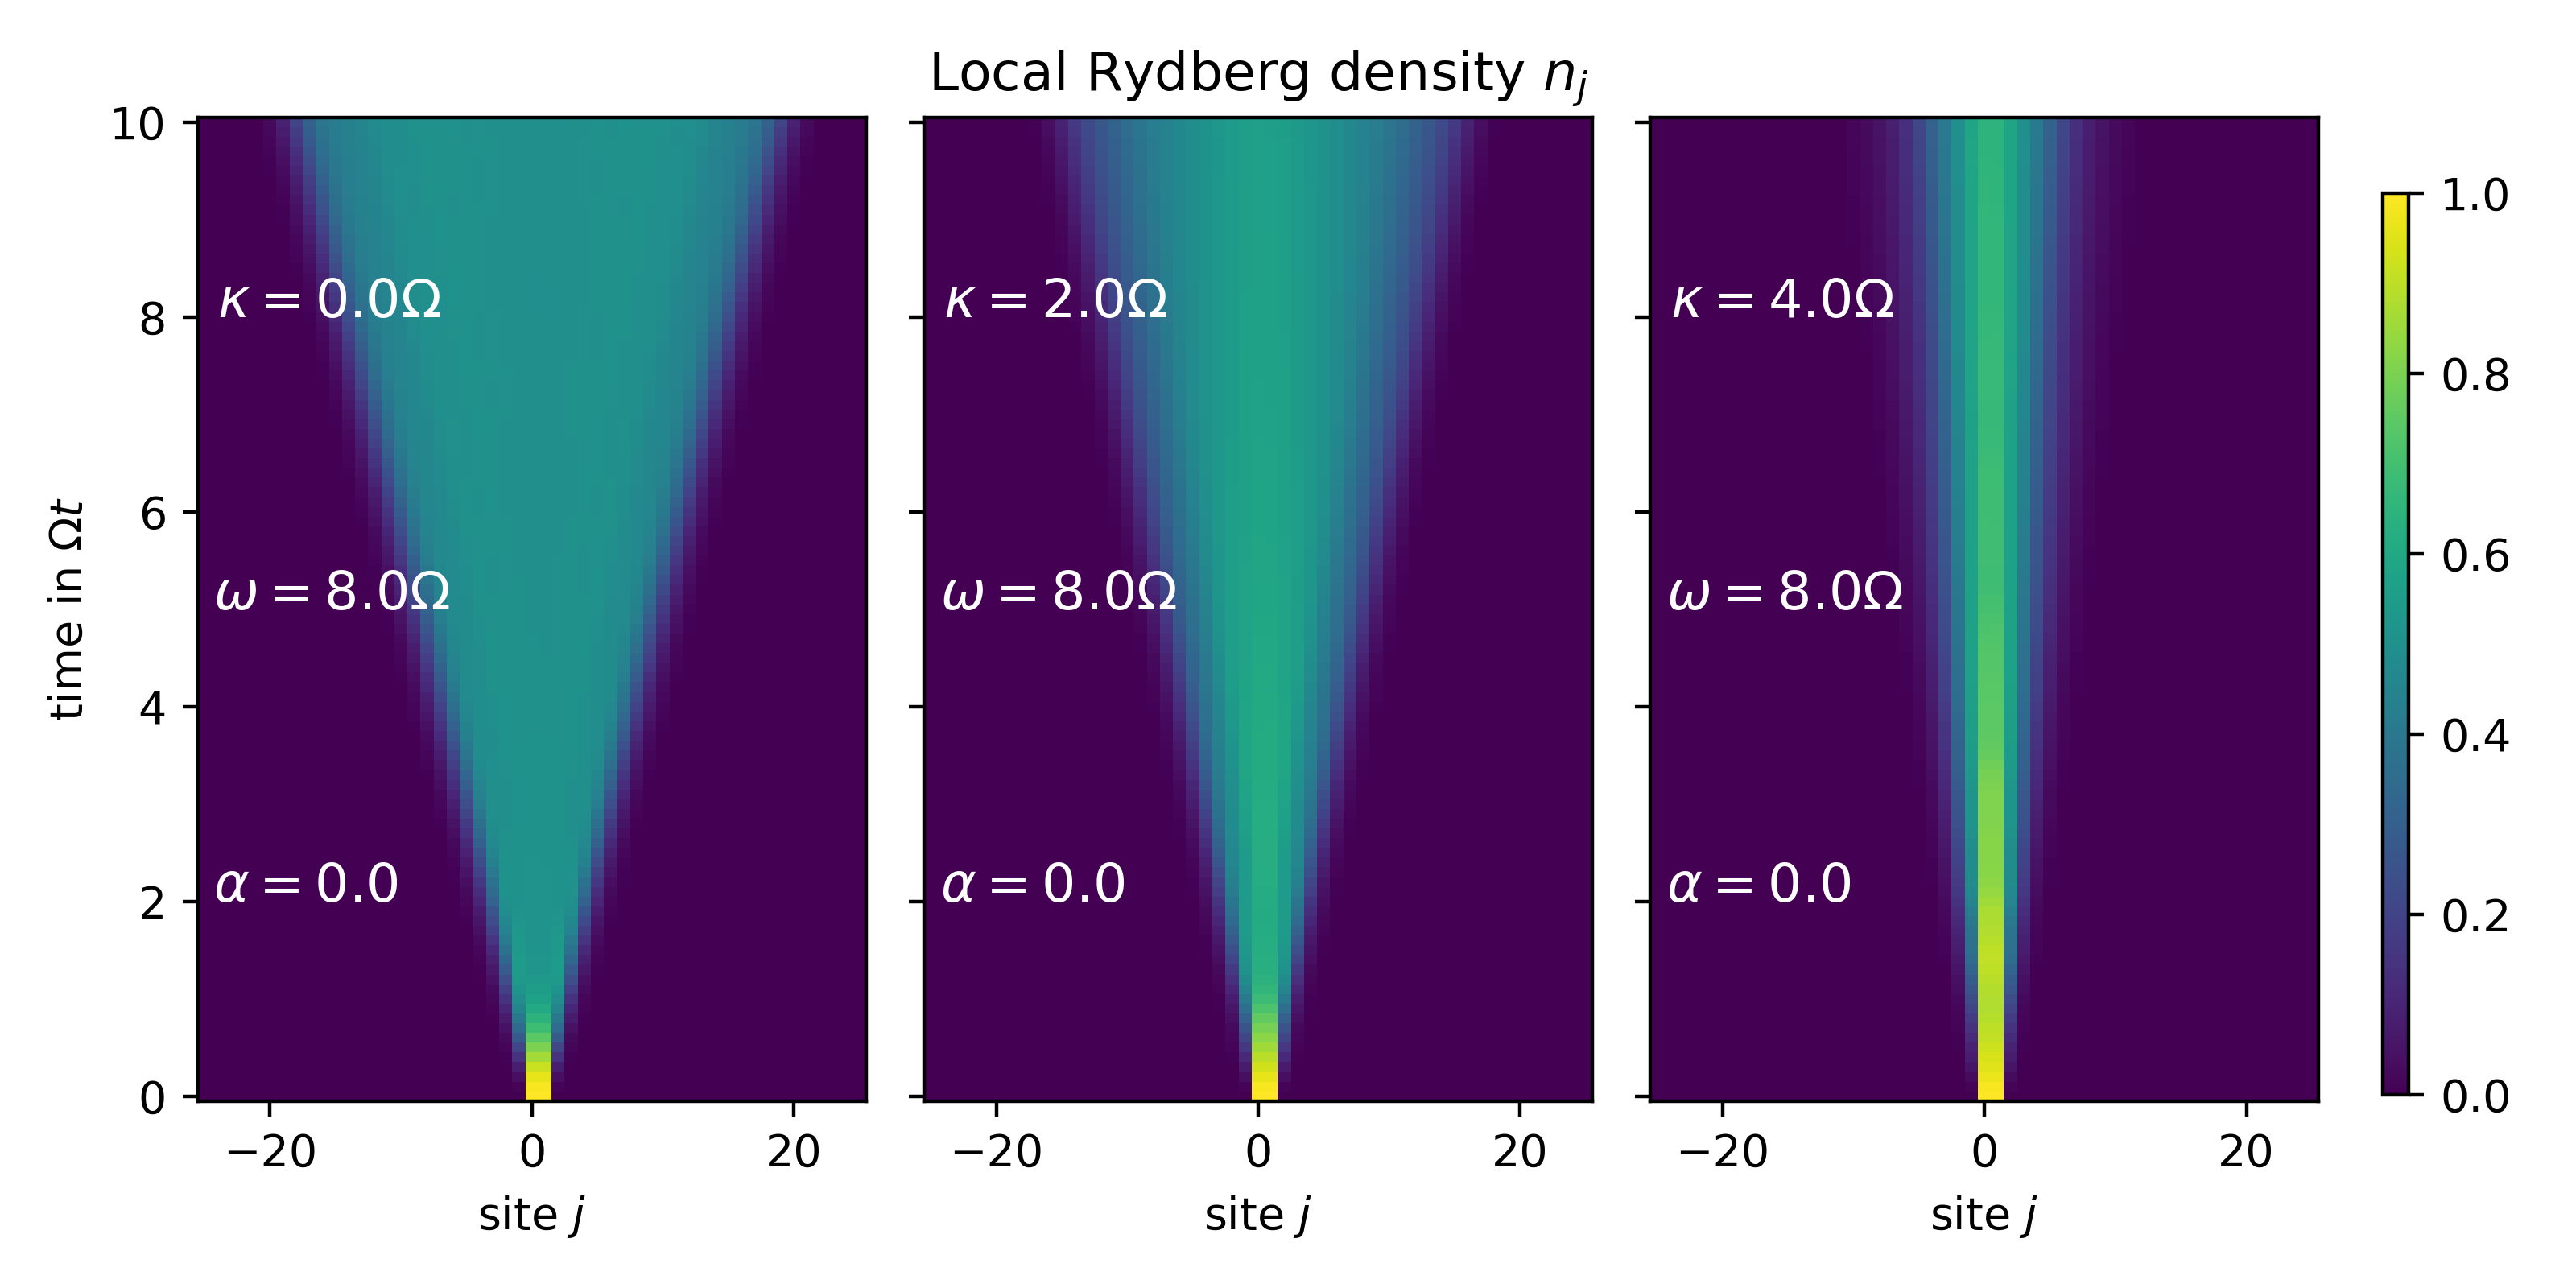 Local Rydberg density n_j
10
8
6
4
2
0
time in Ωt
κ = 0.0Ω
ω = 8.0Ω
α = 0.0
−20 0 20
site j
κ = 2.0Ω
ω = 8.0Ω
α = 0.0
−20 0 20
site j
κ = 4.0Ω
ω = 8.0Ω
α = 0.0
−20 0 20
site j
1.0
0.8
0.6
0.4
0.2
0.0